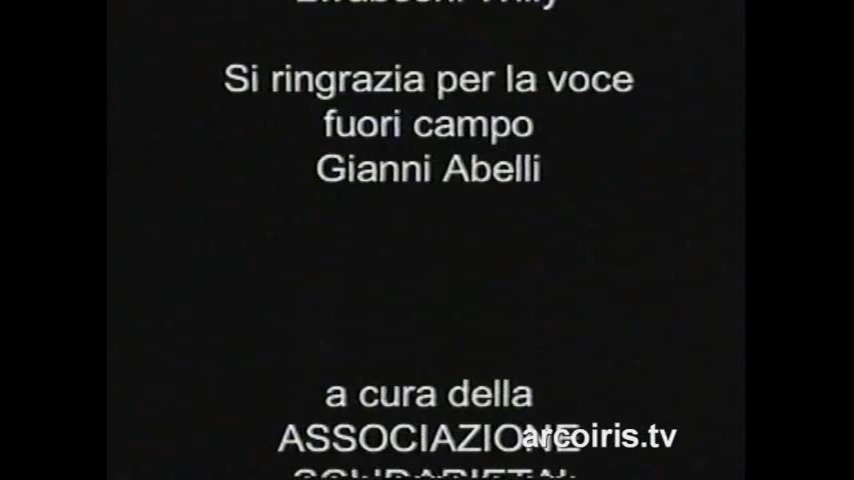 Si ringrazia per la voce
fuori campo
Gianni Abelli
a cura della
ASSOCIAZIONE
arcoiris.tv